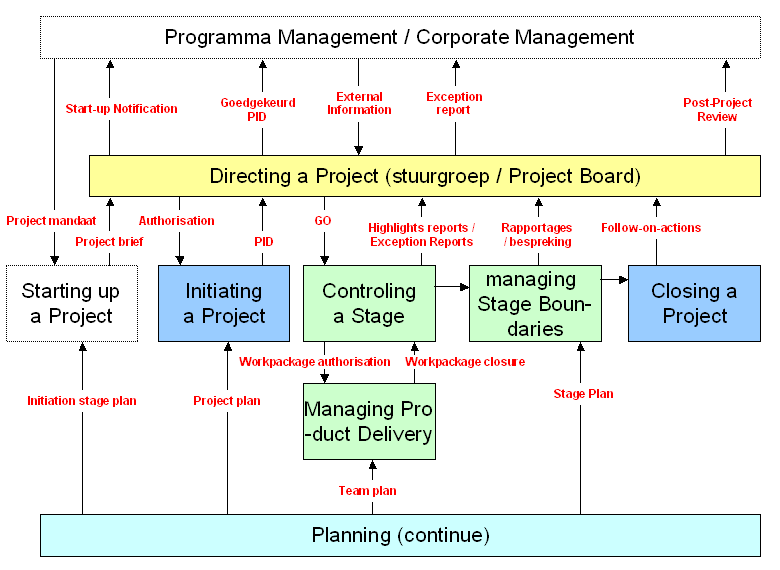 Programma Management / Corporate Management
Start-up Notification
Goedgekeurd
PID
External
Information
Exception
report
Post-Project
Review
Directing a Project (stuurgroep / Project Board)
Project mandaat
Project brief
Authorisation
PID
GO
Highlights reports /
Exception Reports
Rapportages
/ bespreking
Follow-on-actions
Starting up
a Project
Initiating
a Project
Controling
a Stage
managing
Stage Boun-
daries
Closing a
Project
Workpackage authorisation
Workpackage closure
Initiation stage plan
Project plan
Managing Pro
-duct Delivery
Stage Plan
Team plan
Planning (continue)